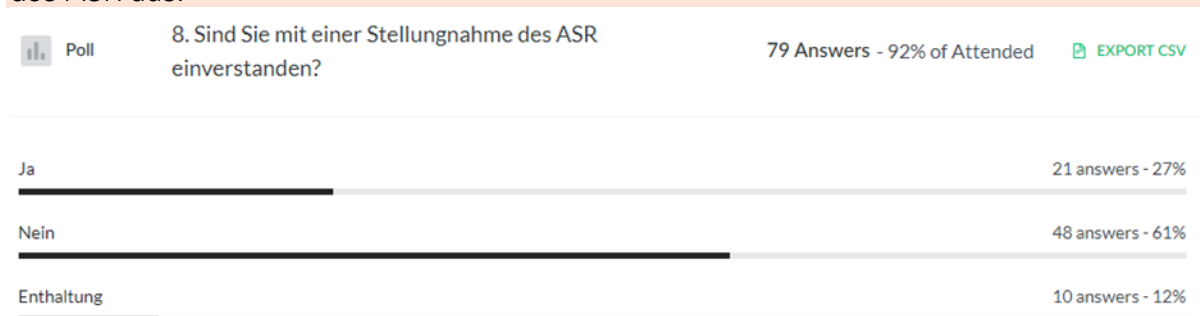 Poll
8. Sind Sie mit einer Stellungnahme des ASR
einverstanden?
79 Answers - 92% of Attended
EXPORT CSV
Ja
21 answers - 27%
Nein
48 answers - 61%
Enthaltung
10 answers - 12%